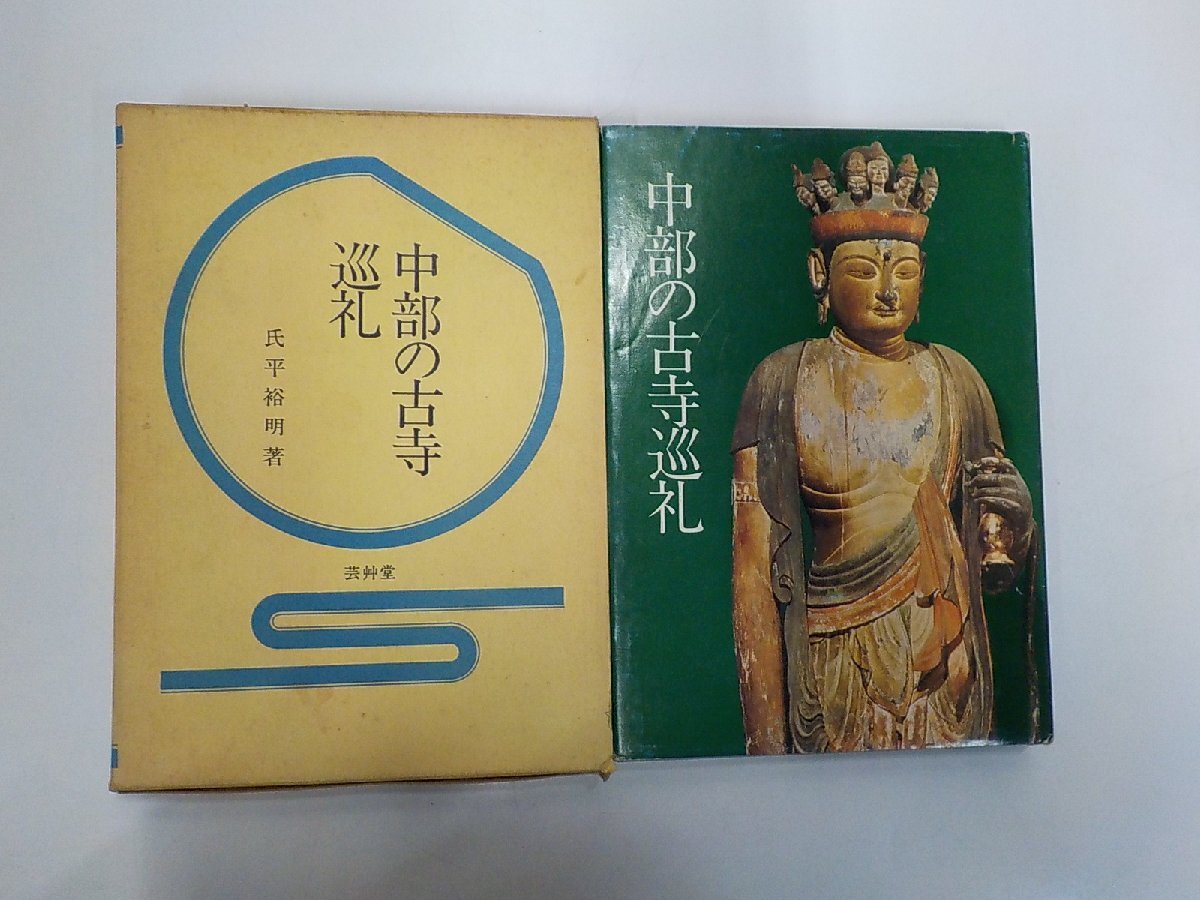 中部の古寺
巡礼
氏平裕明著
芸艸堂
中部の古寺巡礼